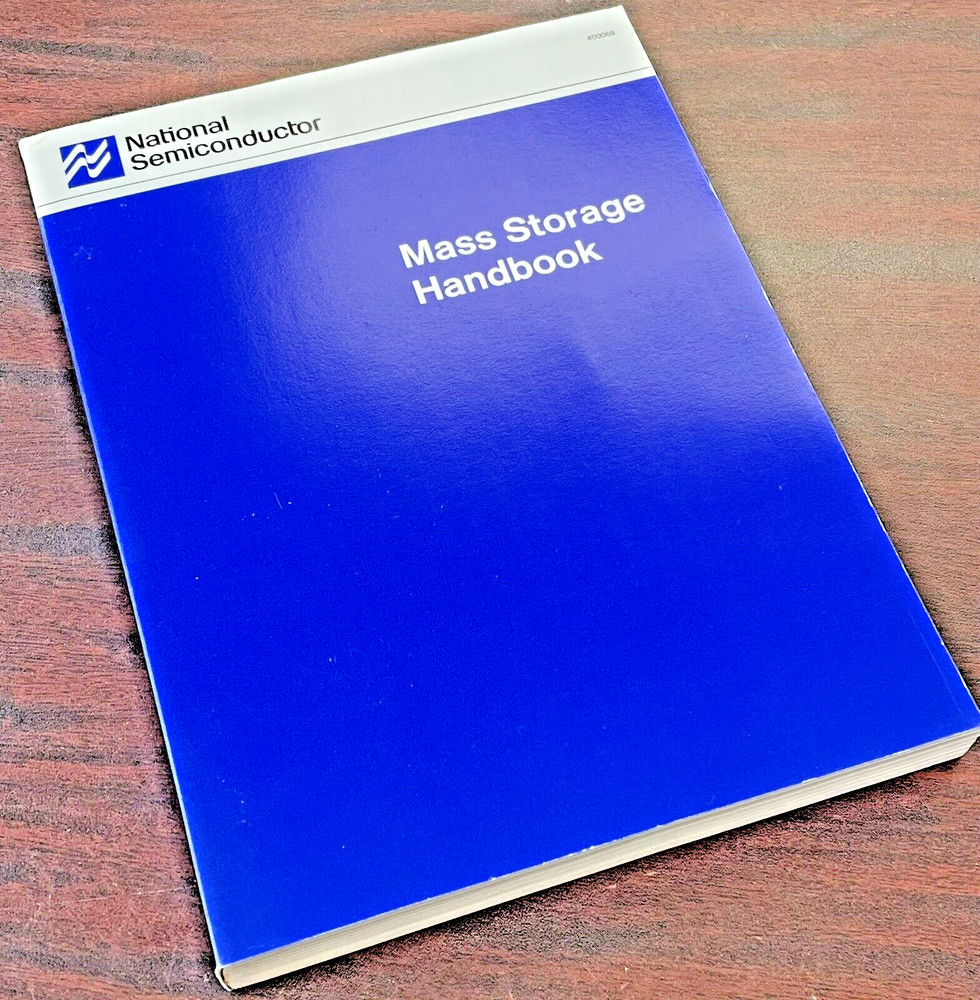 400068
National
Semiconductor
Mass Storage
Handbook